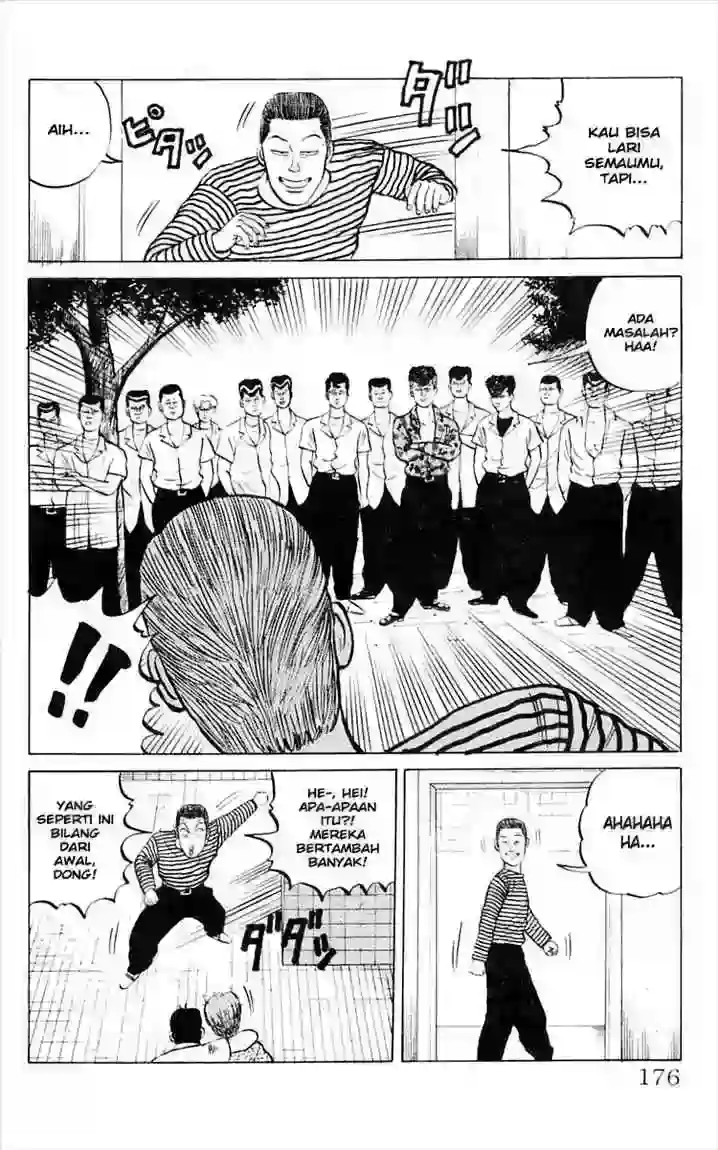 KAU BISA
LARI
SEMAUMU,
TAPI...
ダダッ
ピタッ
AIH...
ADA
MASALAH?
HAA!
!!
AHAHAHA
HA...
HE-, HEI!
APA-APAAN
ITU?!
MEREKA
BERTAMBAH
BANYAK!
ダダッ
YANG
SEPERTI INI
BILANG
DARI
AWAL,
DONG!
176